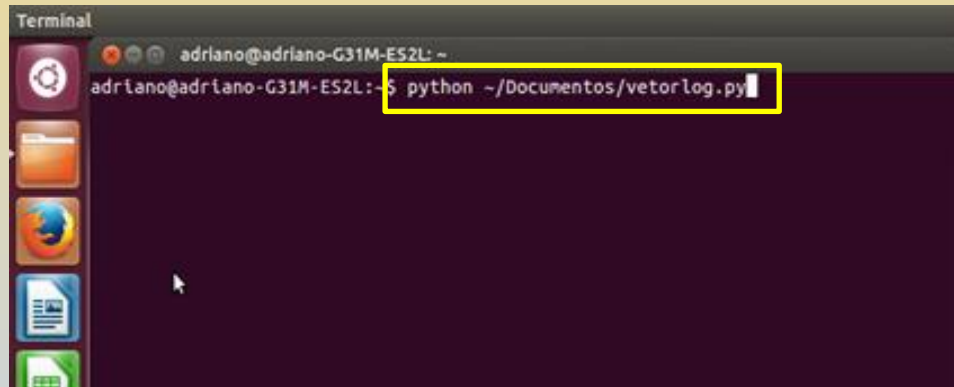 Terminal
adriano@adriano-G31M-ES2L: ~
adriano@adriano-G31M-ES2L:~$ python ~/Documentos/vetorlog.py